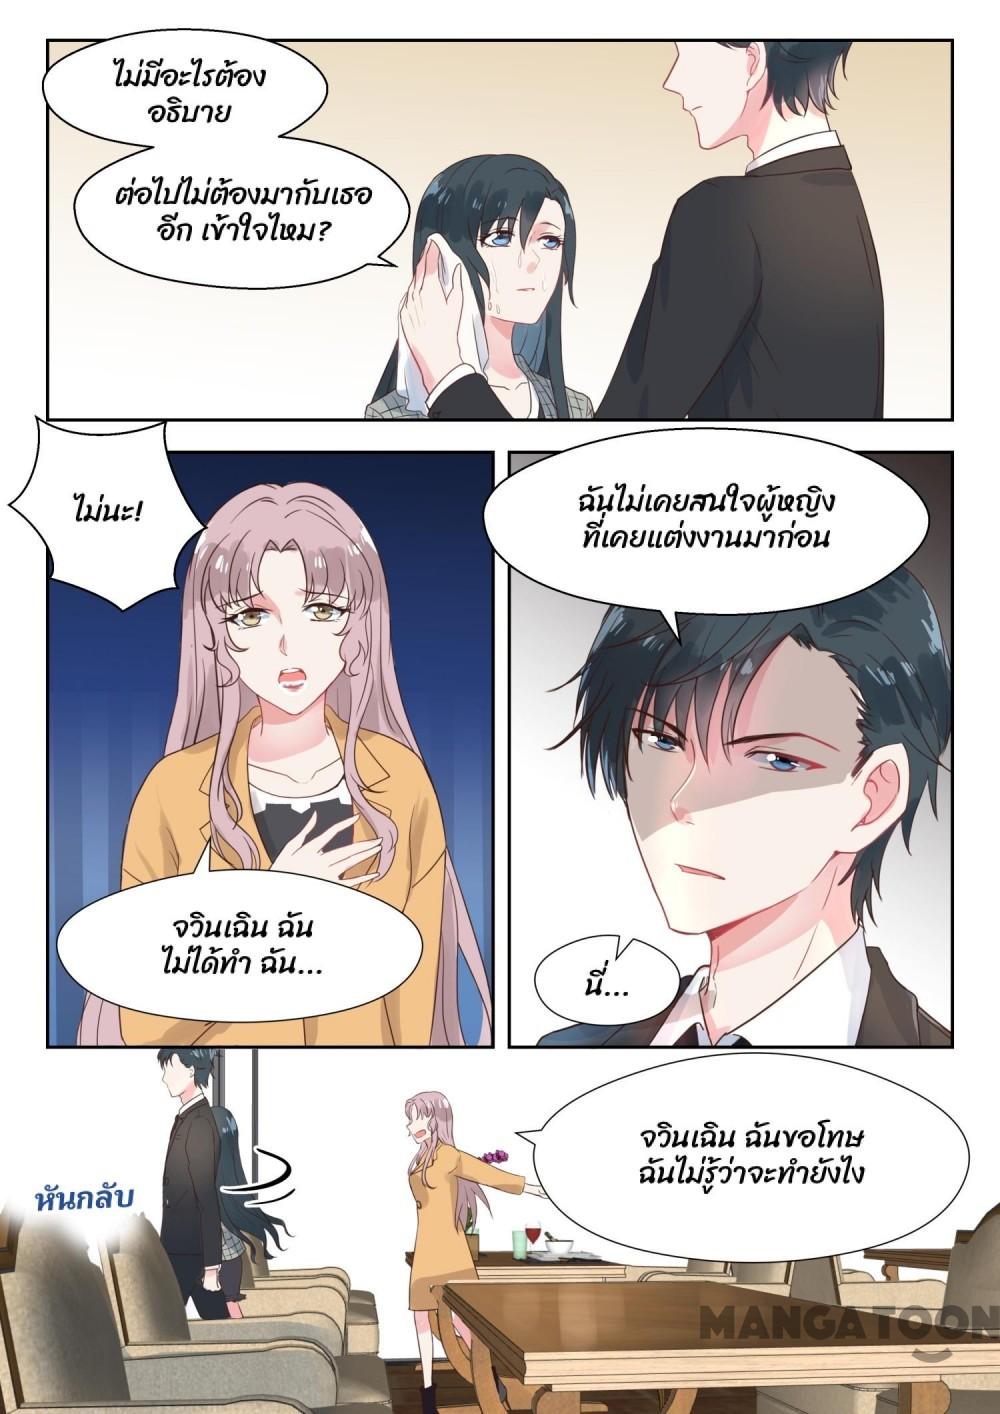 ไม่มีอะไรต้อง
อธิบาย
ต่อไปไม่ต้องมากับเธอ
อีก เข้าใจไหม?
ไม่นะ!
จวินเฉิน ฉัน
ไม่ได้ทำ ฉัน...
ฉันไม่เคยสนใจผู้หญิง
ที่เคยแต่งงานมาก่อน
นี่...
หันกลับ
จวินเฉิน ฉันขอโทษ
ฉันไม่รู้ว่าจะทำยังไง
MANGATOON